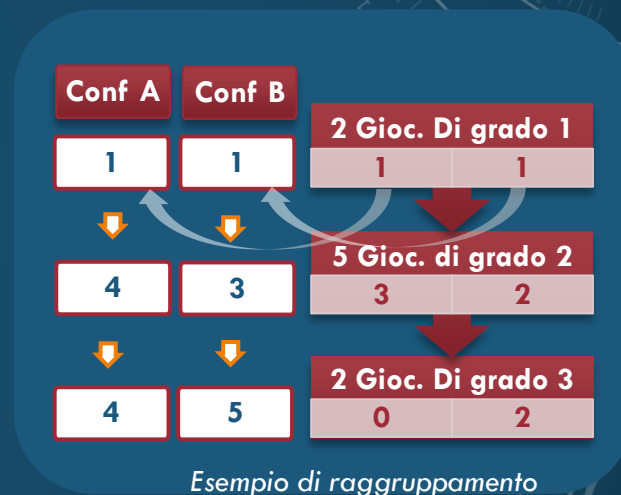 Conf A
Conf B
2 Gioc. Di grado 1
1
1
1
1
5 Gioc. di grado 2
4
3
3
2
2 Gioc. Di grado 3
4
5
0
2
Esempio di raggruppamento